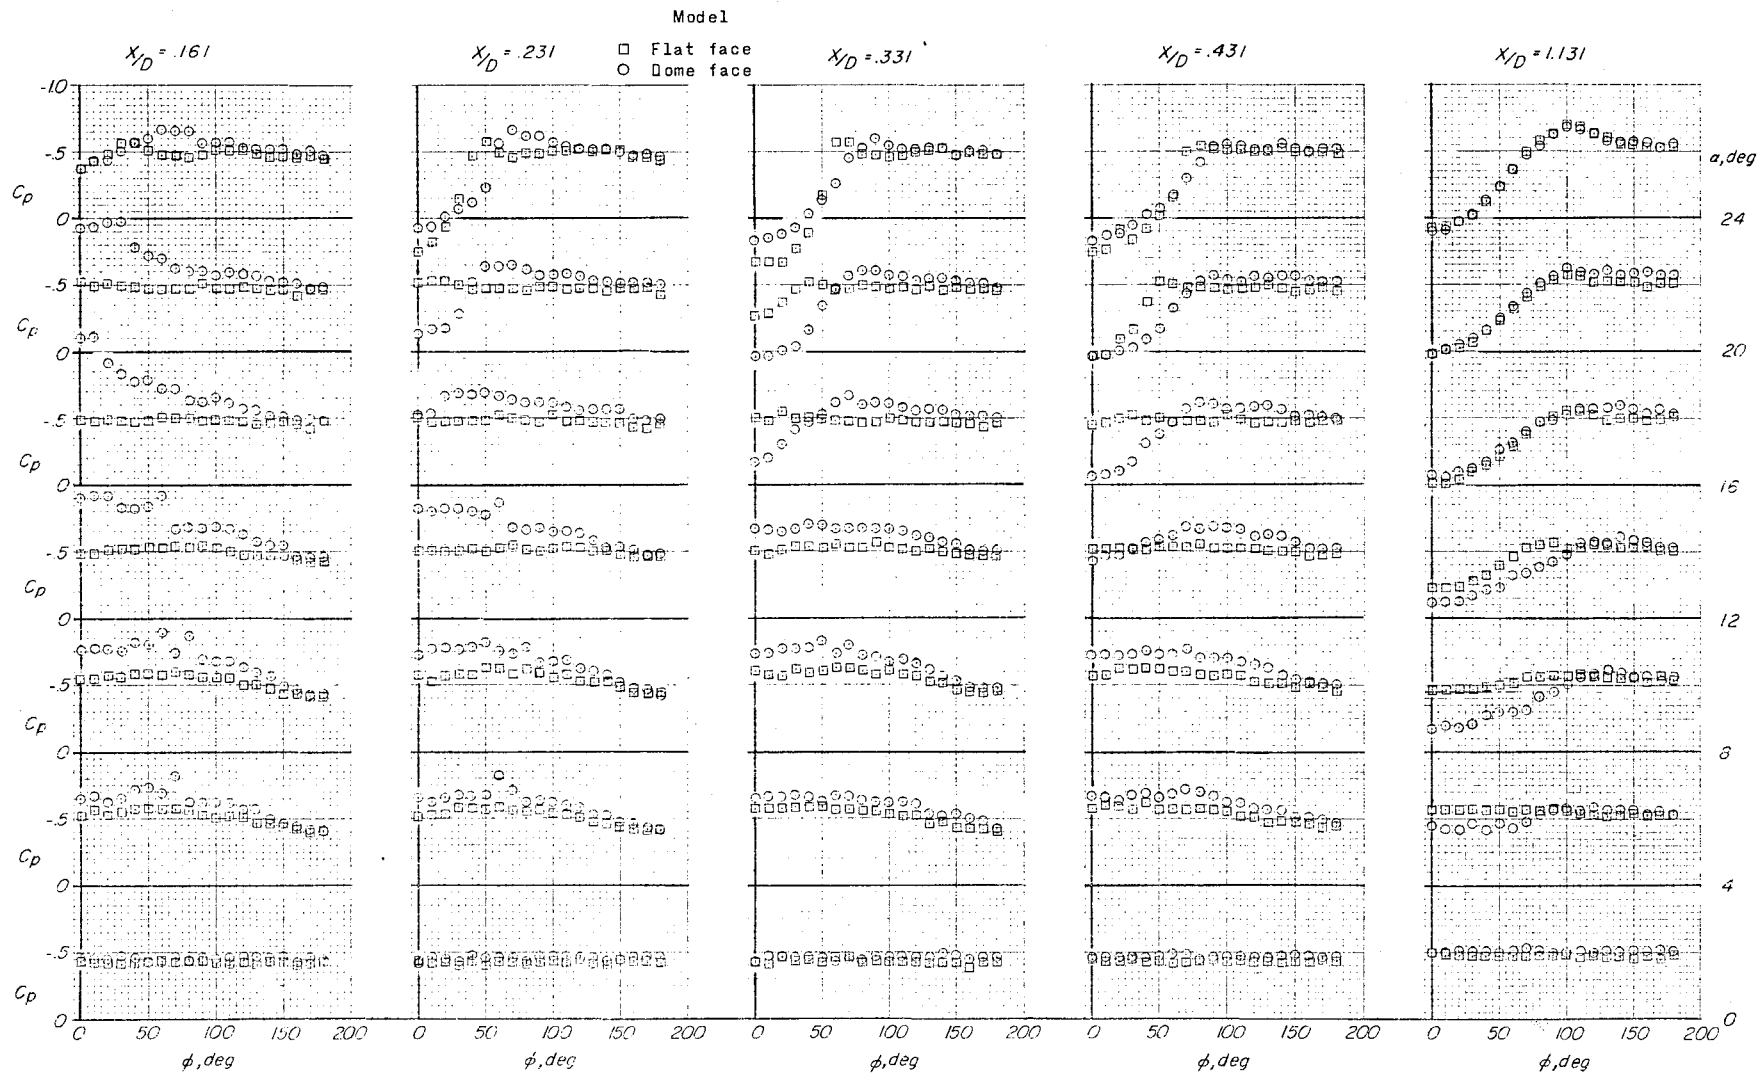 Model
□ Flat face
○ Dome face
X/D = .161
X/D = .231
X/D = .331
X/D = .431
X/D = 1.131
-1.0
-.5
Cp
0
-.5
Cp
0
-.5
Cp
0
-.5
Cp
0
-.5
Cp
0
-.5
Cp
0
-.5
Cp
0
α, deg
24
20
16
12
8
4
0
0 50 100 150 200
0 50 100 150 200
0 50 100 150 200
0 50 100 150 200
0 50 100 150 200
ϕ, deg
ϕ, deg
ϕ, deg
ϕ, deg
ϕ, deg